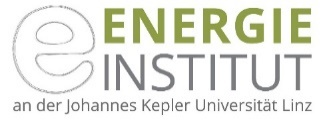 e ENERGIE
INSTITUT
an der Johannes Kepler Universität Linz